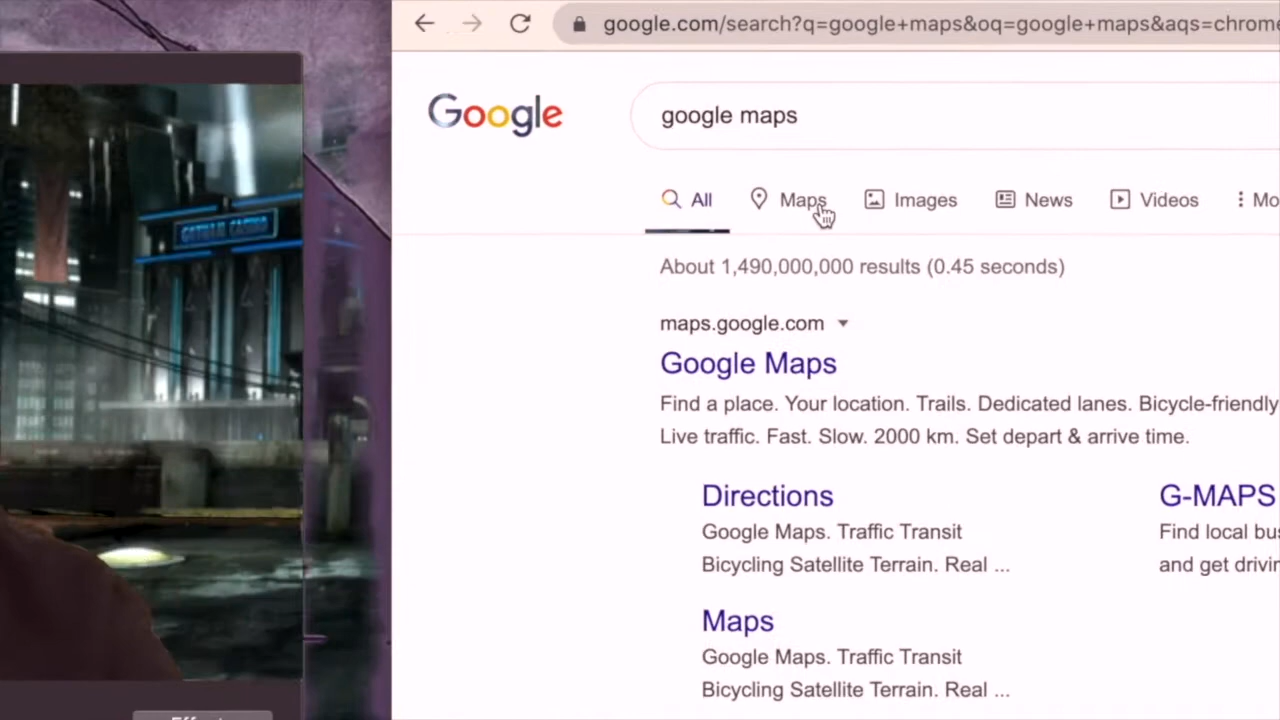 google.com/search?q=google+maps&oq=google+maps&aqs=chrome
Google
google maps
All Maps Images News Videos Mo
About 1,490,000,000 results (0.45 seconds)
maps.google.com
Google Maps
Find a place. Your location. Trails. Dedicated lanes. Bicycle-friendly
Live traffic. Fast. Slow. 2000 km. Set depart & arrive time.
Directions
Google Maps. Traffic Transit
Bicycling Satellite Terrain. Real ...
G-MAPS
Find local bus
and get drivin
Maps
Google Maps. Traffic Transit
Bicycling Satellite Terrain. Real ...
GOTHAM CASINO